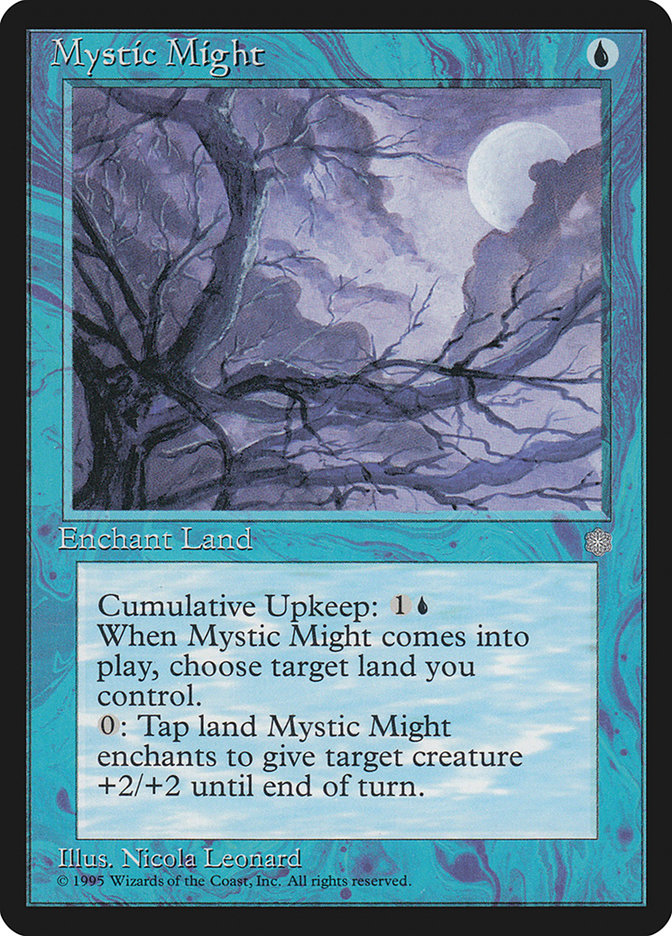 Mystic Might
Enchant Land
Cumulative Upkeep: 1
When Mystic Might comes into
play, choose target land you
control.
0: Tap land Mystic Might
enchants to give target creature
+2/+2 until end of turn.
Illus. Nicola Leonard
© 1995 Wizards of the Coast, Inc. All rights reserved.